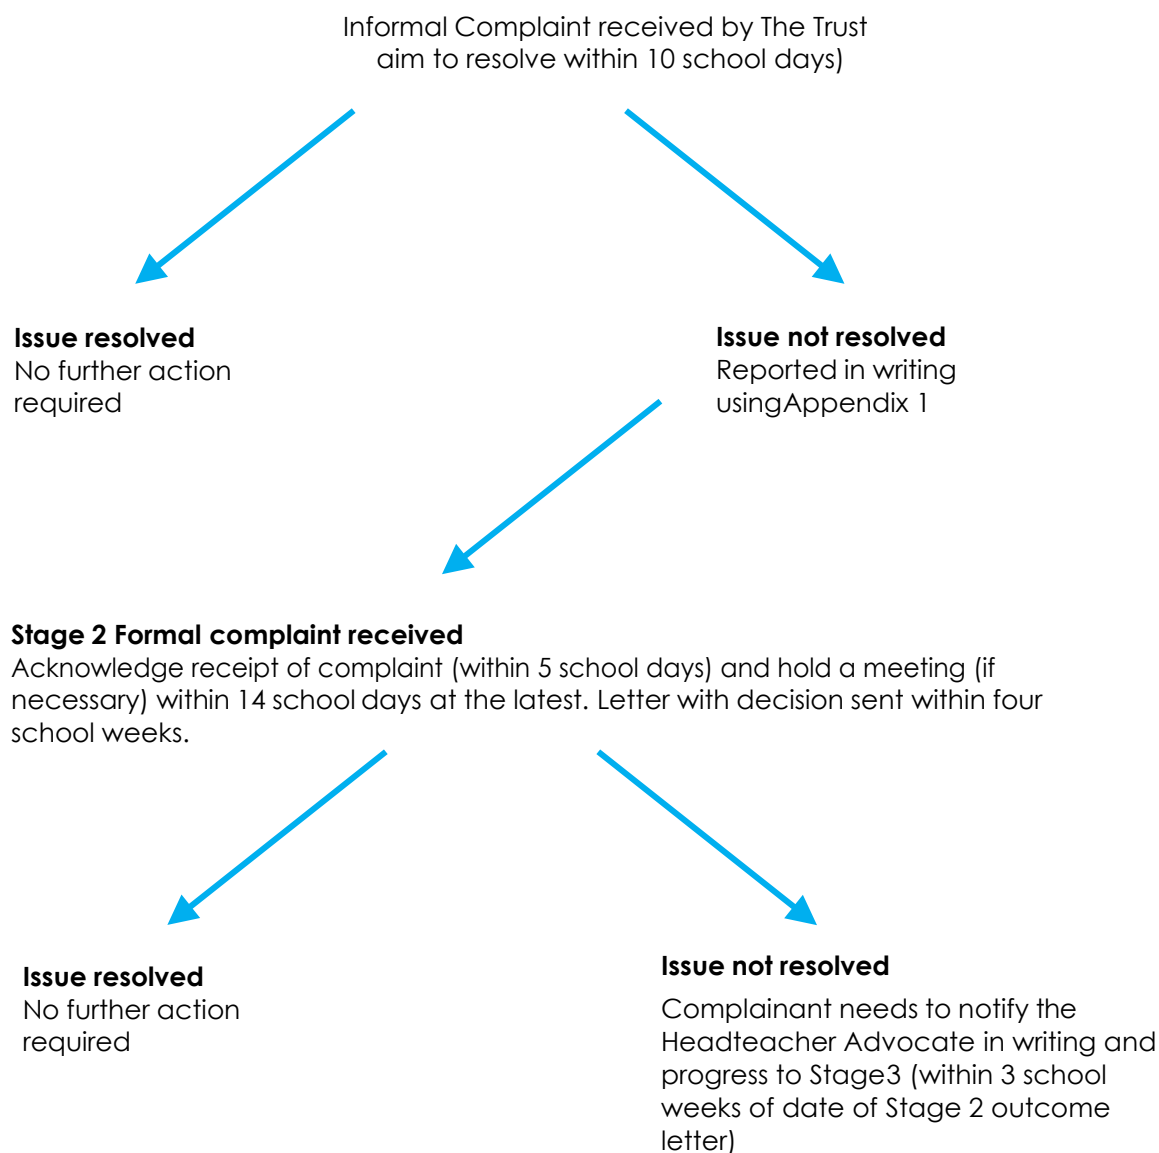 Informal Complaint received by The Trust
aim to resolve within 10 school days)
Issue resolved
No further action
required
Issue not resolved
Reported in writing
usingAppendix 1
Stage 2 Formal complaint received
Acknowledge receipt of complaint (within 5 school days) and hold a meeting (if
necessary) within 14 school days at the latest. Letter with decision sent within four
school weeks.
Issue resolved
No further action
required
Issue not resolved
Complainant needs to notify the
Headteacher Advocate in writing and
progress to Stage3 (within 3 school
weeks of date of Stage 2 outcome
letter)